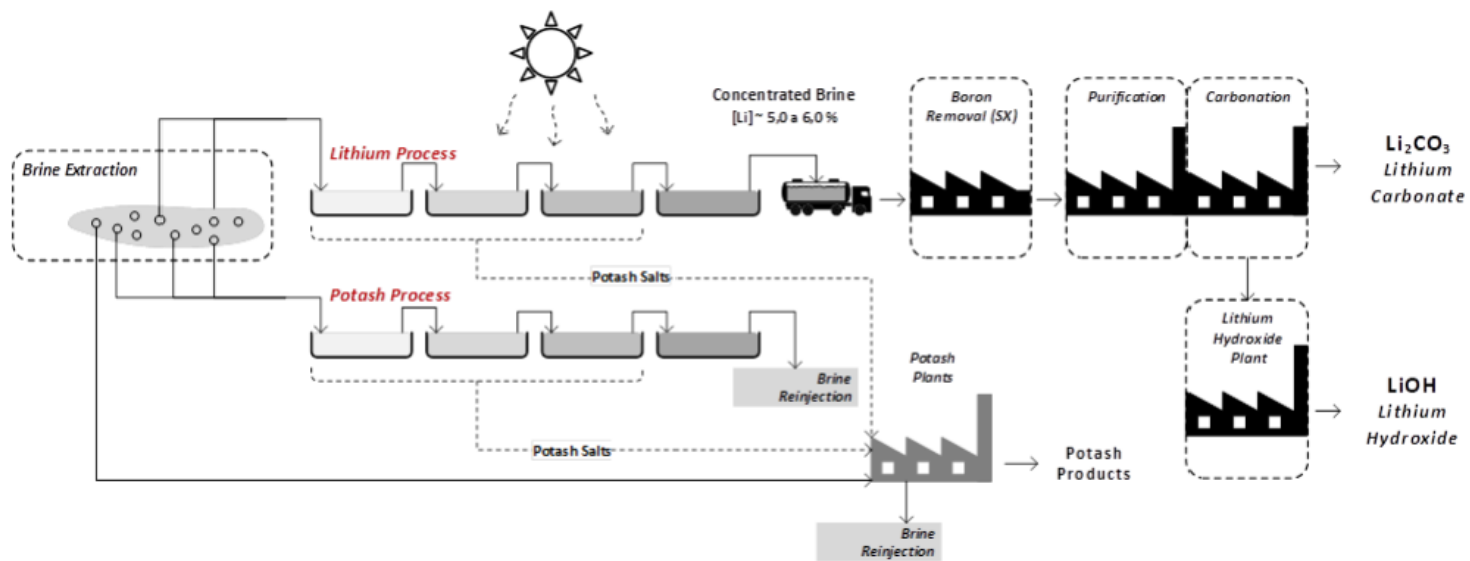 Brine Extraction
Lithium Process
Concentrated Brine
[Li]~ 5,0 a 6,0 %
Boron
Removal (SX)
Purification
Carbonation
Li₂CO₃
Lithium
Carbonate
Potash Salts
Potash Process
Brine
Reinjection
Potash
Plants
Lithium
Hydroxide
Plant
LiOH
Lithium
Hydroxide
Potash Salts
Potash
Products
Brine
Reinjection